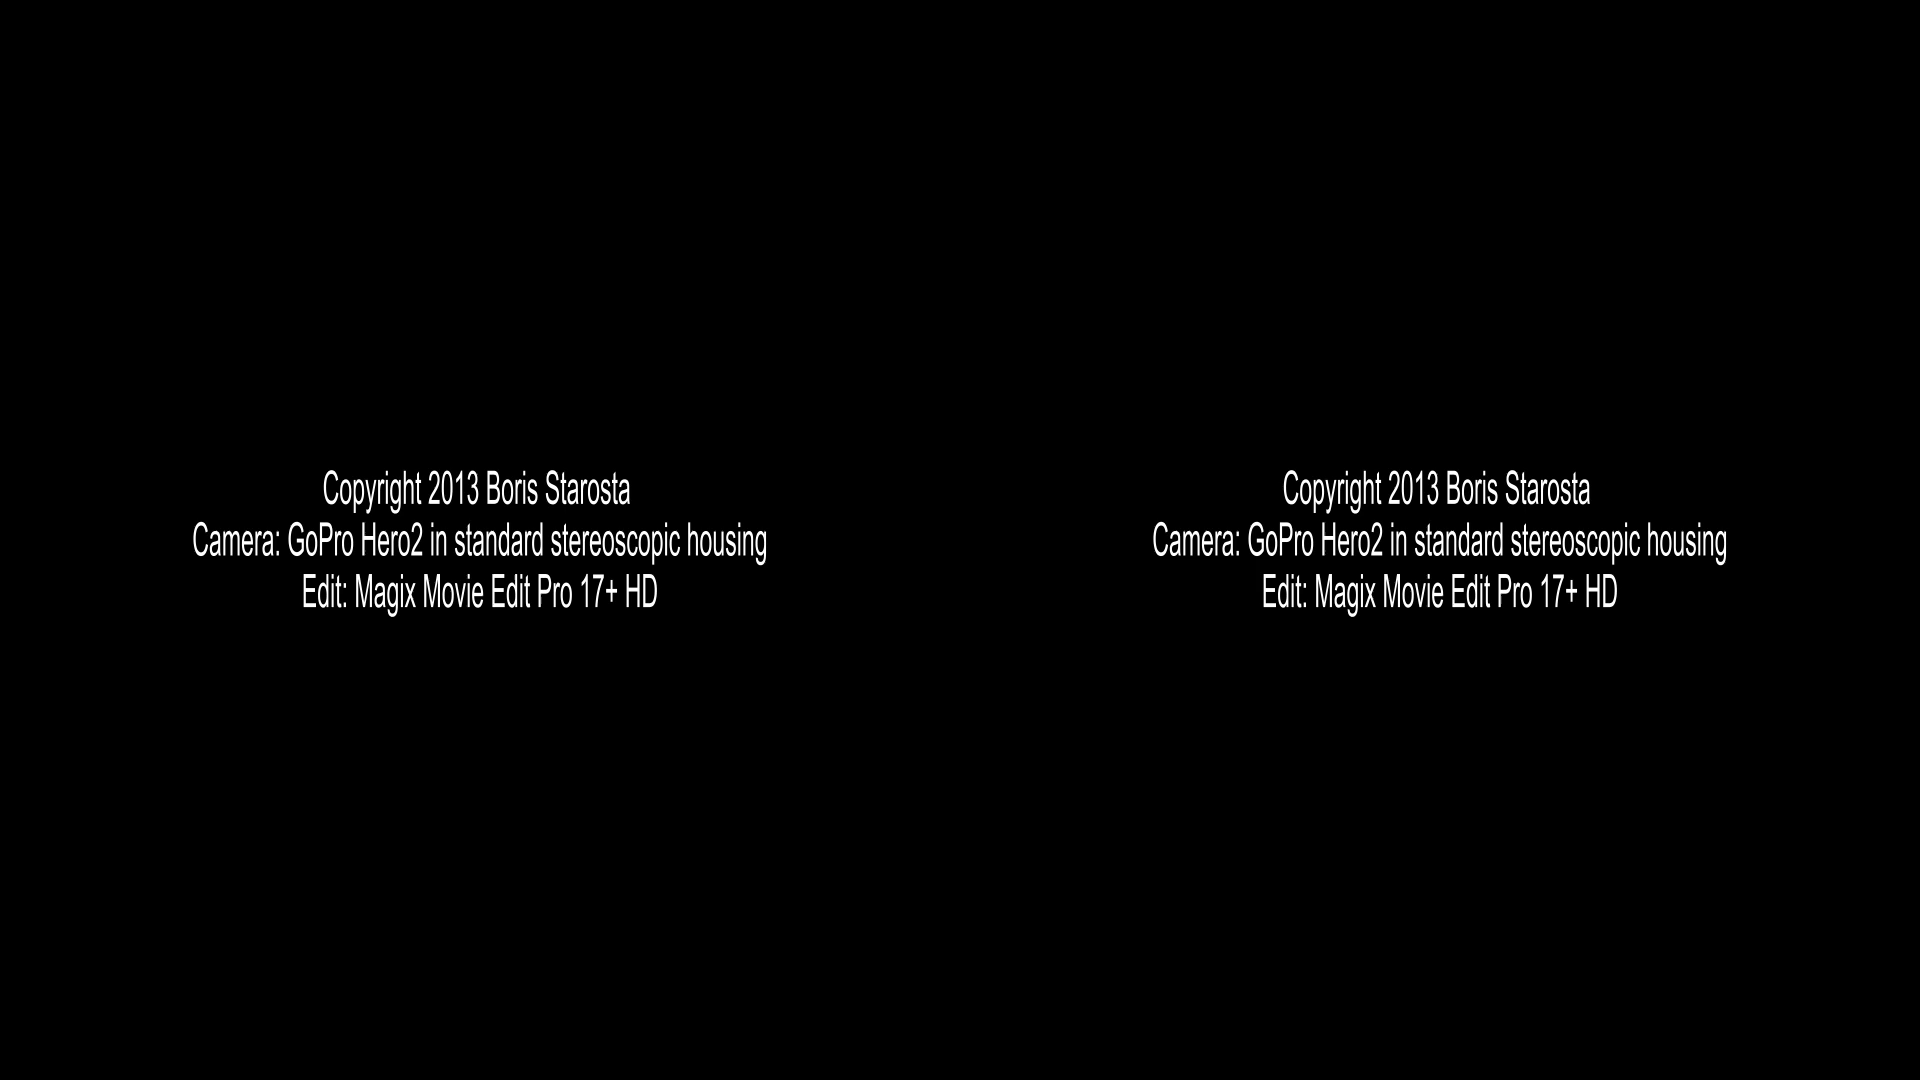 Copyright 2013 Boris Starosta
Camera: GoPro Hero2 in standard stereoscopic housing
Edit: Magix Movie Edit Pro 17+ HD
Copyright 2013 Boris Starosta
Camera: GoPro Hero2 in standard stereoscopic housing
Edit: Magix Movie Edit Pro 17+ HD